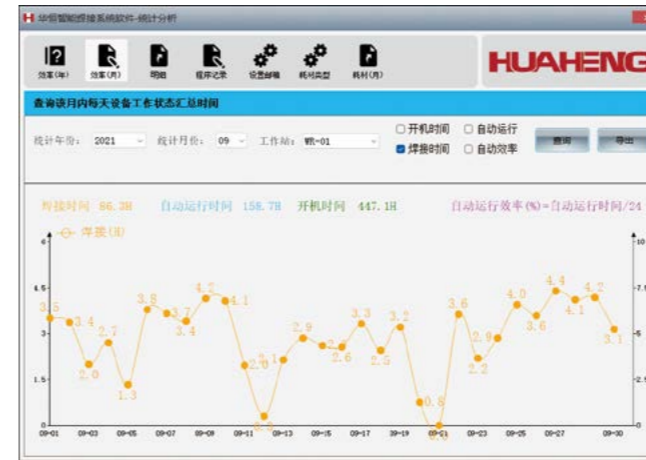 华恒智能焊接系统软件-统计分析
效率(年) 效率(月) 明细 程序记录 设置邮箱 耗材类型 耗材(月)
HUAHENG
查询该月内每天设备工作状态汇总时间
统计年份: 2021 统计月份: 09 工作站: WR-01
开机时间 自动运行
焊接时间 自动效率
查询 导出
焊接时间 86.3H 自动运行时间 158.7H 开机时间 447.1H 自动运行效率(%)=自动运行时间/24
焊接(H)
6
4.5
3
1.5
0
10
7.5
5
2.5
0
3.5 3.4 2.0 2.7 1.3 3.8 3.7 3.4 4.2 4.1 2.0 2.1 2.9 2.6 3.3 2.5 3.2 0.8 3.6 2.2 2.9 4.0 3.6 4.4 4.1 4.2 3.1
09-01 09-03 09-05 09-07 09-09 09-11 09-13 09-15 09-17 09-19 09-21 09-23 09-25 09-27 09-30